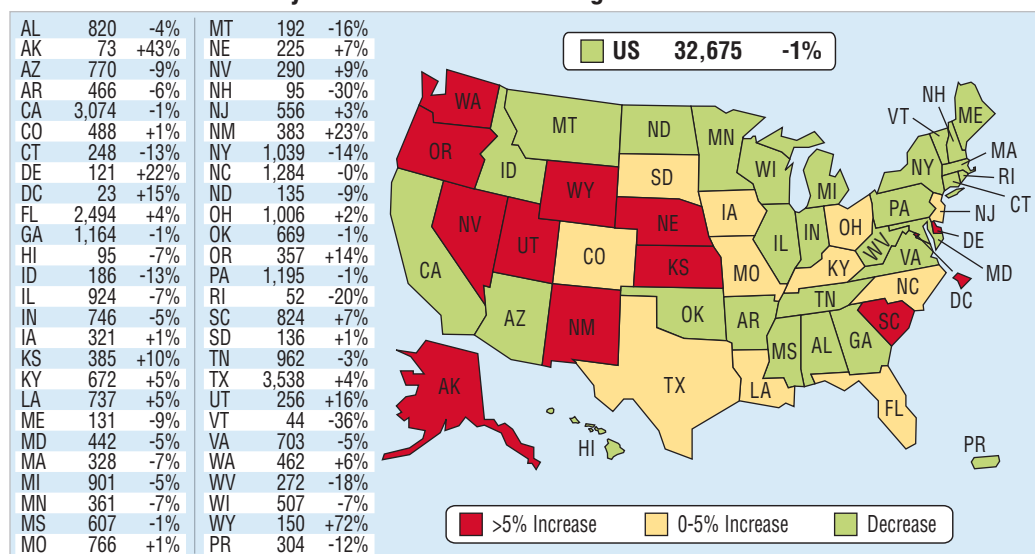 AL 820 -4%
AK 73 +43%
AZ 770 -9%
AR 466 -6%
CA 3,074 -1%
CO 488 +1%
CT 248 -13%
DE 121 +22%
DC 23 +15%
FL 2,494 +4%
GA 1,164 -1%
HI 95 -7%
ID 186 -13%
IL 924 -7%
IN 746 -5%
IA 321 +1%
KS 385 +10%
KY 672 +5%
LA 737 +5%
ME 131 -9%
MD 442 -5%
MA 328 -7%
MI 901 -5%
MN 361 -7%
MS 607 -1%
MO 766 +1%
MT 192 -16%
NE 225 +7%
NV 290 +9%
NH 95 -30%
NJ 556 +3%
NM 383 +23%
NY 1,039 -14%
NC 1,284 -0%
ND 135 -9%
OH 1,006 +2%
OK 669 -1%
OR 357 +14%
PA 1,195 -1%
RI 52 -20%
SC 824 +7%
SD 136 +1%
TN 962 -3%
TX 3,538 +4%
UT 256 +16%
VT 44 -36%
VA 703 -5%
WA 462 +6%
WV 272 -18%
WI 507 -7%
WY 150 +72%
PR 304 -12%
US 32,675 -1%
WA
MT
ND
MN
NH
VT
ME
OR
ID
WY
SD
WI
MI
NY
MA
RI
CT
NV
UT
NE
IA
IL
IN
OH
PA
NJ
DE
MD
DC
CA
CO
KS
MO
KY
WV
VA
NC
AZ
NM
OK
AR
TN
SC
MS
AL
GA
AK
TX
LA
FL
HI
PR
>5% Increase
0-5% Increase
Decrease